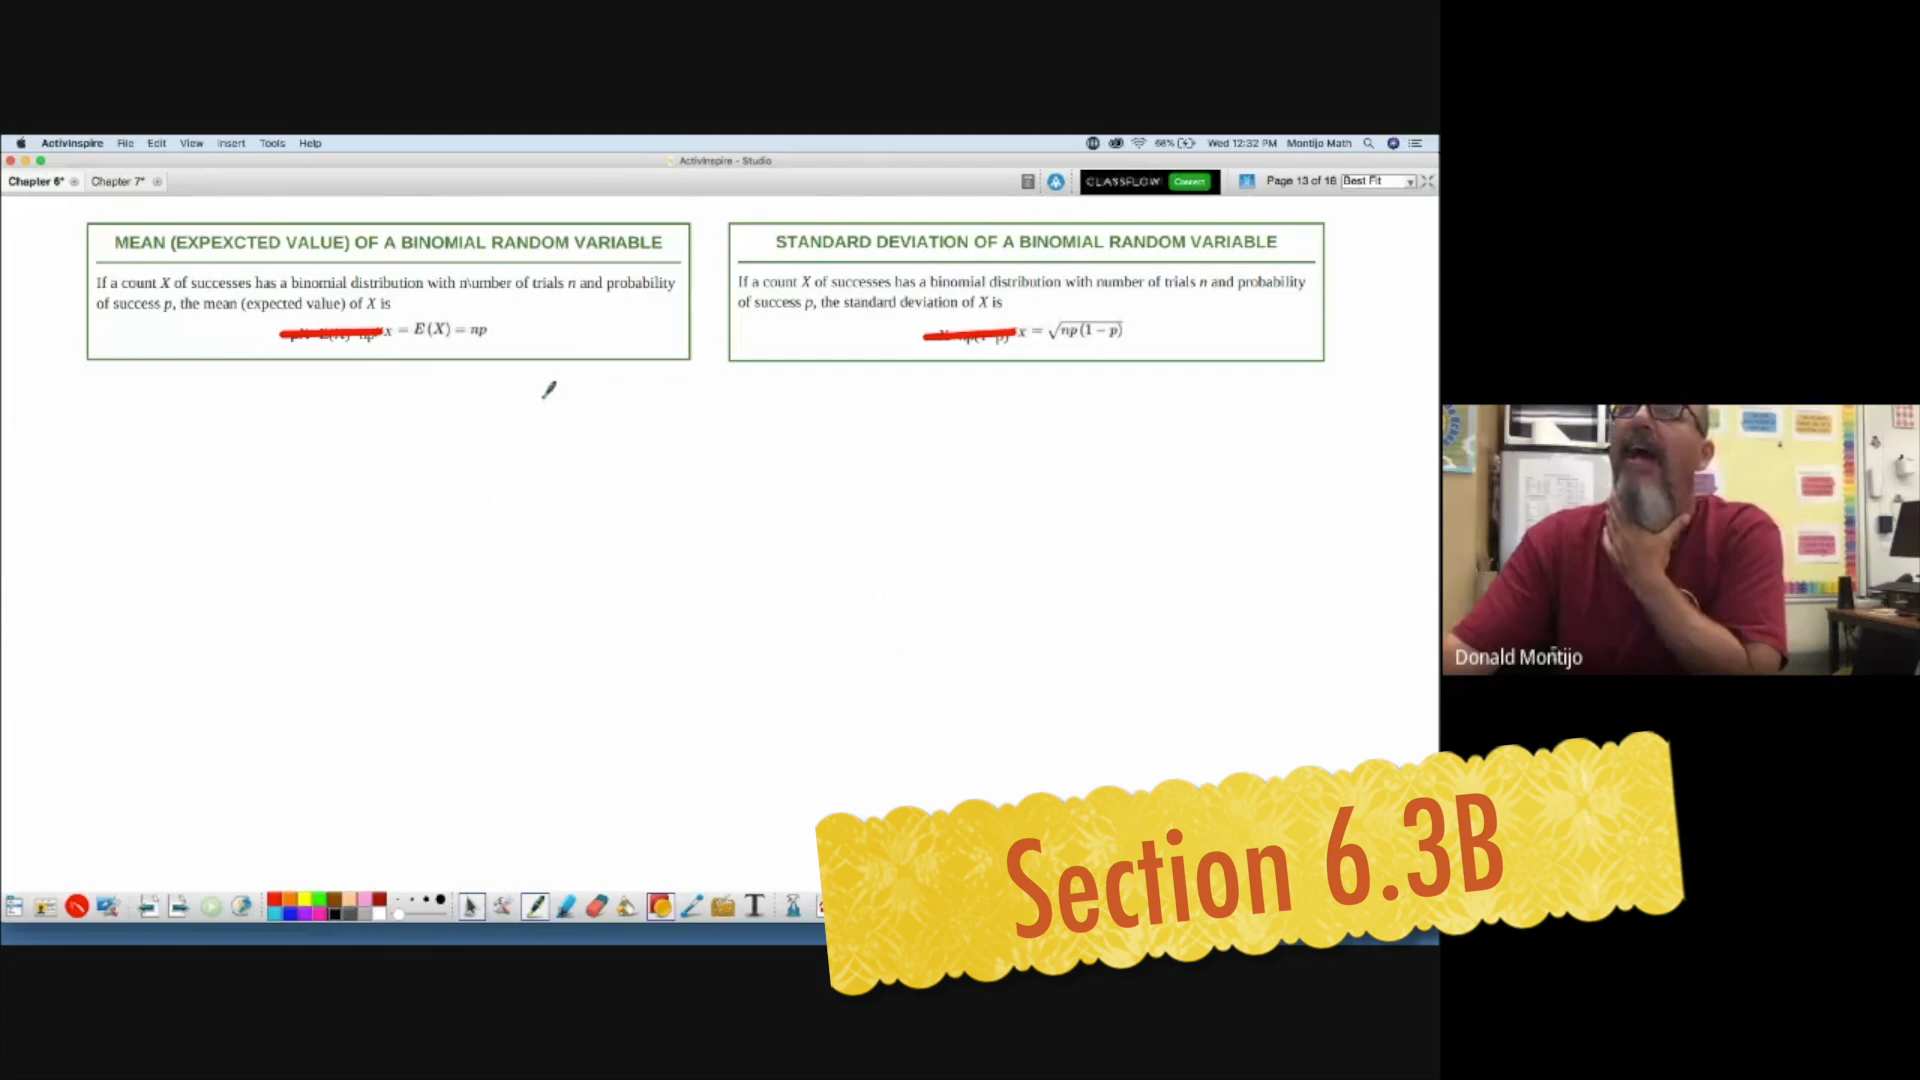 ActivInspire File Edit View Insert Tools Help
68% Wed 12:32 PM Montijo Math
ActivInspire - Studio
Chapter 6* Chapter 7*
CLASSFLOW Connect Page 13 of 16 Best Fit
MEAN (EXPEXCTED VALUE) OF A BINOMIAL RANDOM VARIABLE
If a count X of successes has a binomial distribution with n\umber of trials n and probability
of success p, the mean (expected value) of X is
X = E (X) = np
STANDARD DEVIATION OF A BINOMIAL RANDOM VARIABLE
If a count X of successes has a binomial distribution with number of trials n and probability
of success p, the standard deviation of X is
X = √np (1 − p)
Donald Montijo
Section 6.3B
T